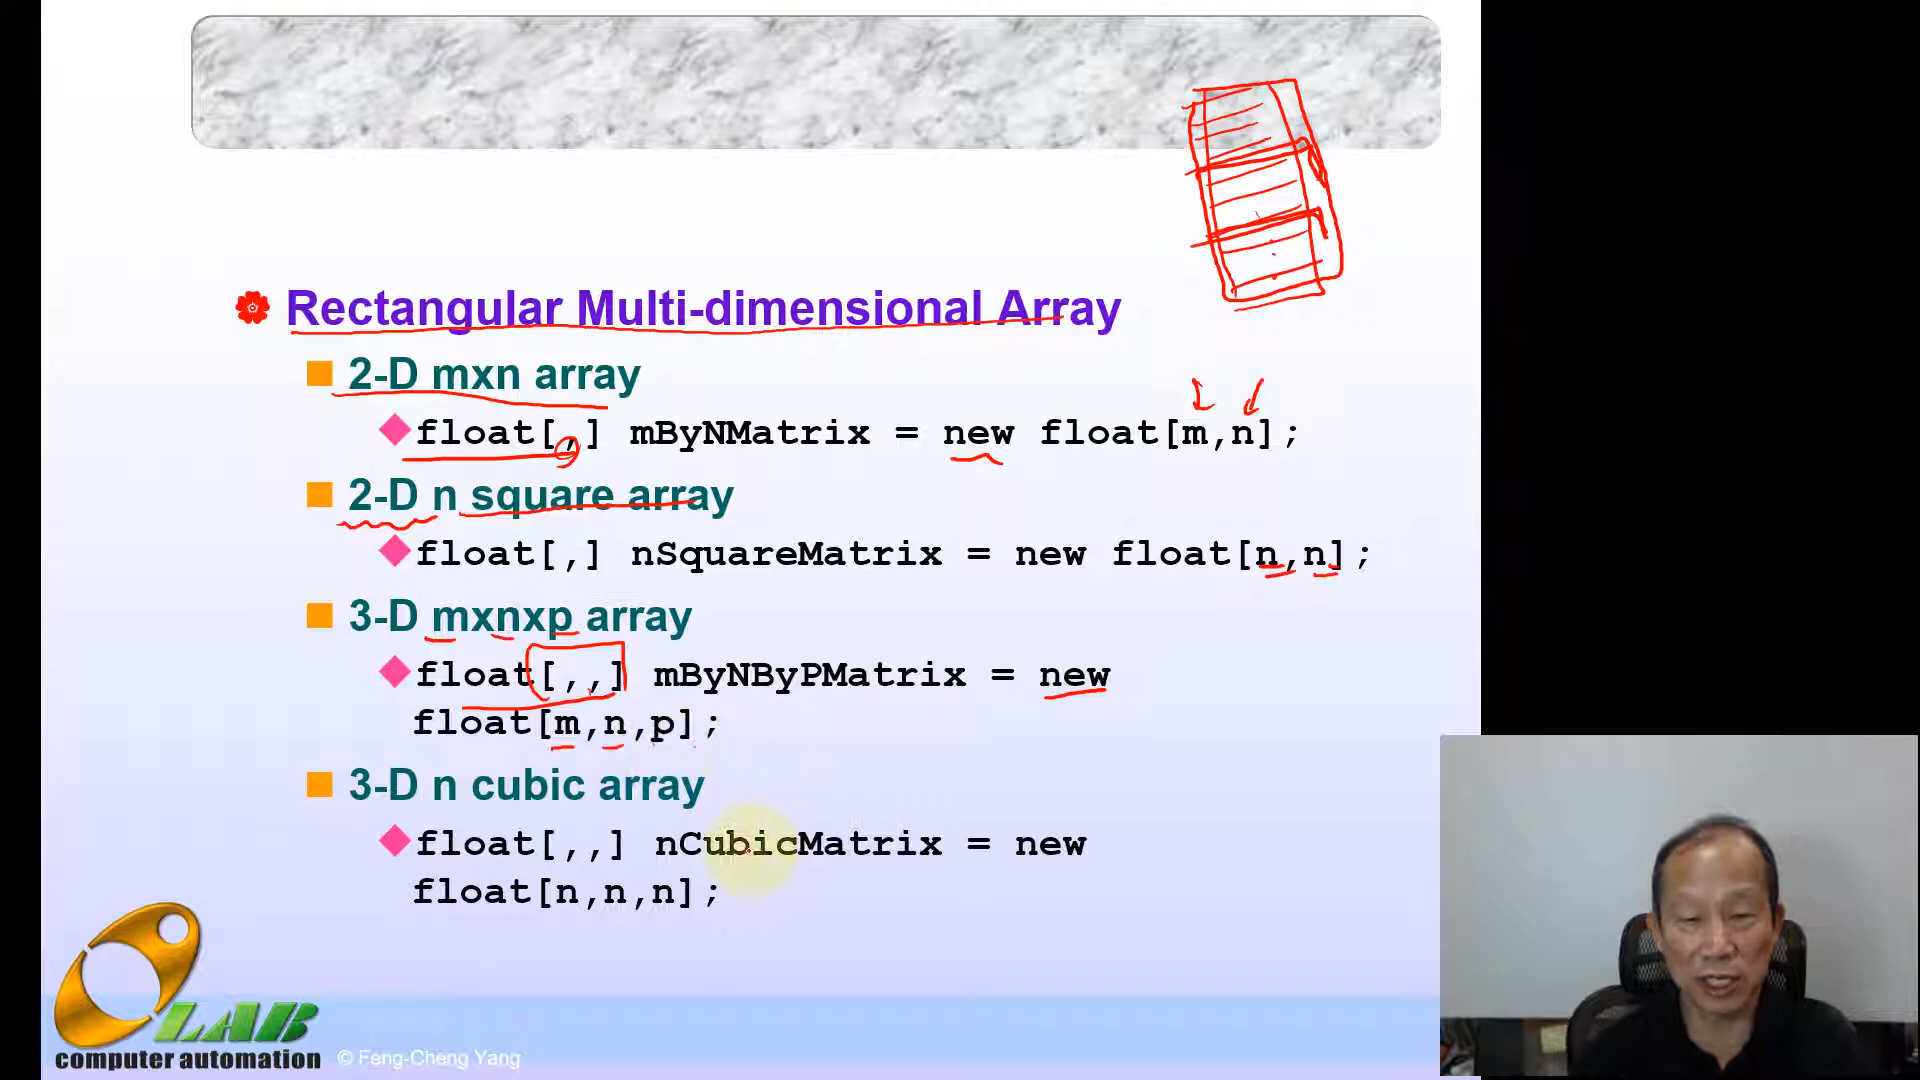 Rectangular Multi-dimensional Array
2-D mxn array
float[,] mByNMatrix = new float[m,n];
2-D n square array
float[,] nSquareMatrix = new float[n,n];
3-D mxnxp array
float[,,] mByNByPMatrix = new
float[m,n,p];
3-D n cubic array
float[,,] nCubicMatrix = new
float[n,n,n];
LAB
computer automation
© Feng-Cheng Yang